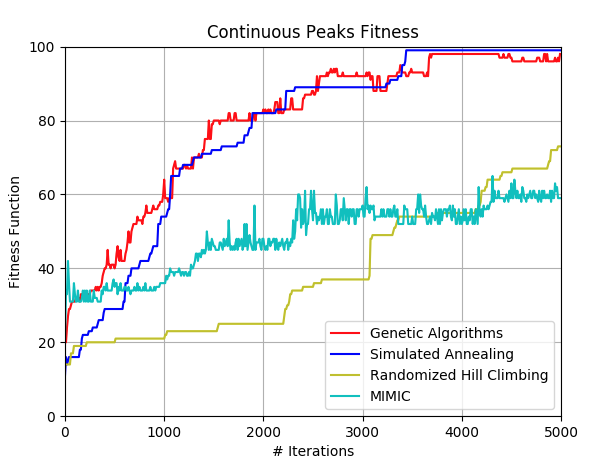 Continuous Peaks Fitness
100
80
60
40
20
0
Fitness Function
0 1000 2000 3000 4000 5000
# Iterations
Genetic Algorithms
Simulated Annealing
Randomized Hill Climbing
MIMIC